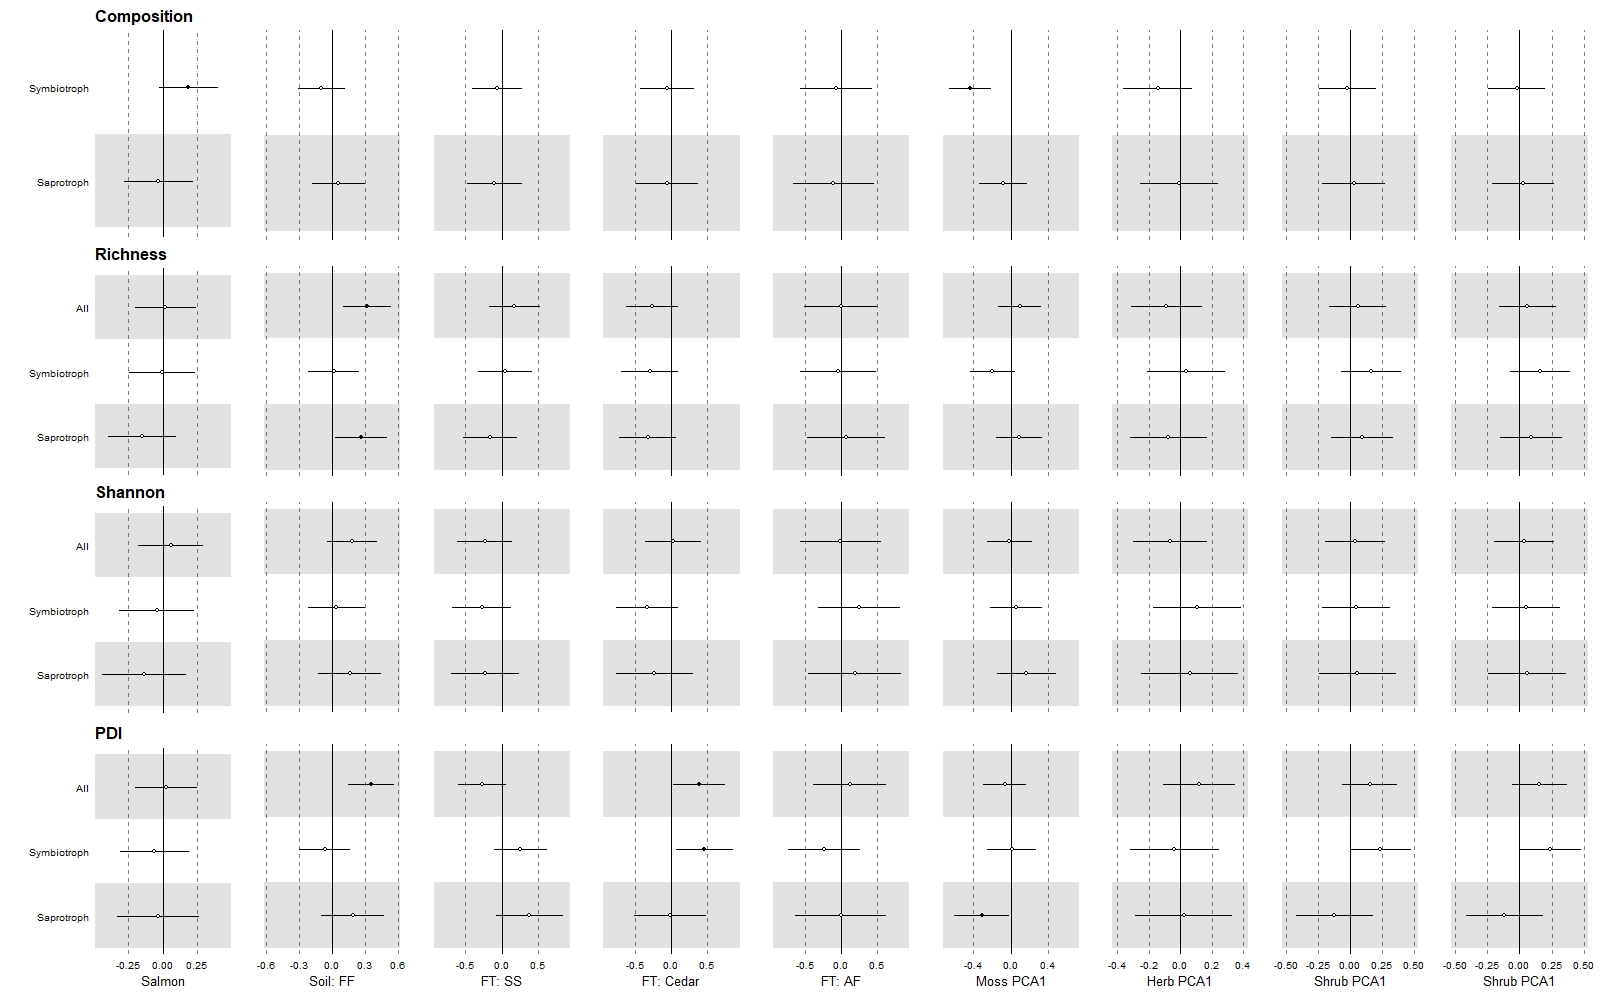 Composition
Symbiotroph
Saprotroph
Richness
All
Symbiotroph
Saprotroph
Shannon
All
Symbiotroph
Saprotroph
PDI
All
Symbiotroph
Saprotroph
-0.25 0.00 0.25 -0.6 -0.3 0.0 0.3 0.6 -0.5 0.0 0.5 -0.5 0.0 0.5 -0.5 0.0 0.5 -0.4 0.0 0.4 -0.4 -0.2 0.0 0.2 0.4 -0.50 -0.25 0.00 0.25 0.50 -0.50 -0.25 0.00 0.25 0.50
Salmon Soil: FF FT: SS FT: Cedar FT: AF Moss PCA1 Herb PCA1 Shrub PCA1 Shrub PCA1